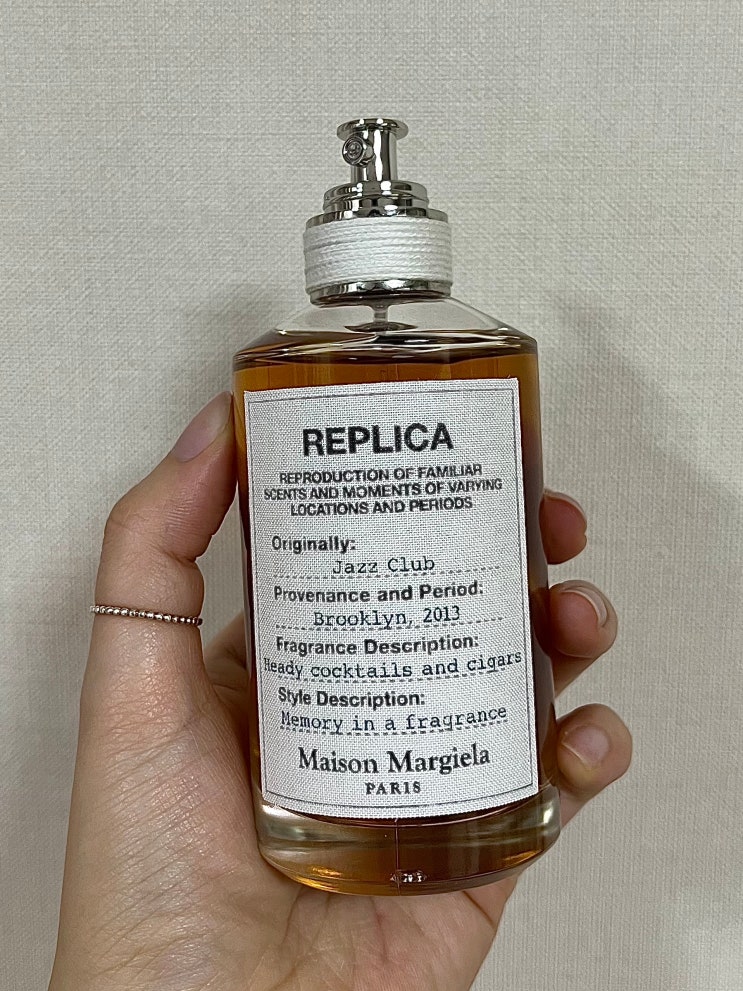 REPLICA
REPRODUCTION OF FAMILIAR
SCENTS AND MOMENTS OF VARYING
LOCATIONS AND PERIODS
Originally:
Jazz Club
Provenance and Period:
Brooklyn, 2013
Fragrance Description:
Heady cocktails and cigars
Style Description:
Memory in a fragrance
Maison Margiela
PARIS